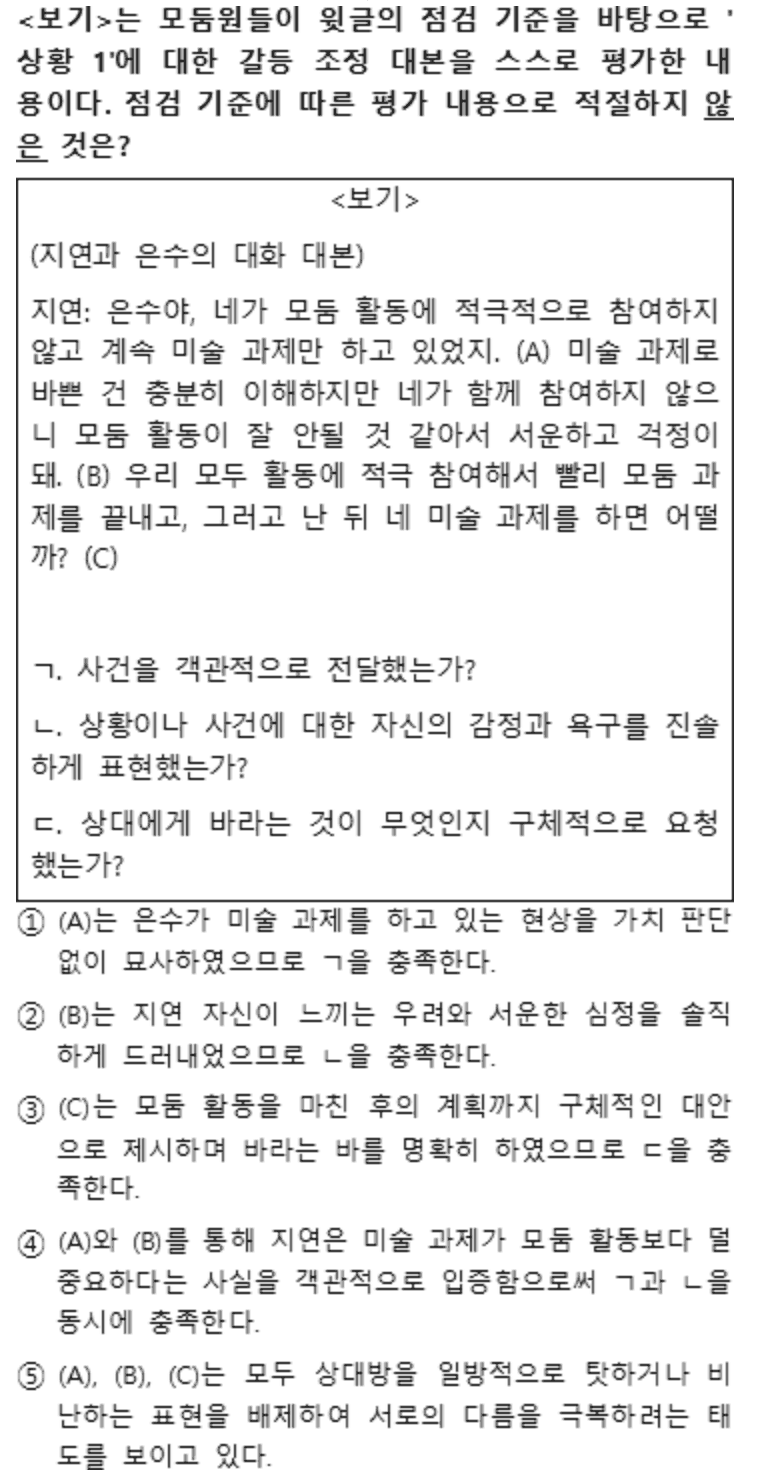 <보기>는 모둠원들이 윗글의 점검 기준을 바탕으로 '
상황 1'에 대한 갈등 조정 대본을 스스로 평가한 내
용이다. 점검 기준에 따른 평가 내용으로 적절하지 않
은 것은?
<보기>
(지연과 은수의 대화 대본)
지연: 은수야, 네가 모둠 활동에 적극적으로 참여하지
않고 계속 미술 과제만 하고 있었지. (A) 미술 과제로
바쁜 건 충분히 이해하지만 네가 함께 참여하지 않으
니 모둠 활동이 잘 안될 것 같아서 서운하고 걱정이
돼. (B) 우리 모두 활동에 적극 참여해서 빨리 모둠 과
제를 끝내고, 그러고 난 뒤 네 미술 과제를 하면 어떨
까? (C)
ㄱ. 사건을 객관적으로 전달했는가?
ㄴ. 상황이나 사건에 대한 자신의 감정과 욕구를 진솔
하게 표현했는가?
ㄷ. 상대에게 바라는 것이 무엇인지 구체적으로 요청
했는가?
① (A)는 은수가 미술 과제를 하고 있는 현상을 가치 판단
없이 묘사하였으므로 ㄱ을 충족한다.
② (B)는 지연 자신이 느끼는 우려와 서운한 심정을 솔직
하게 드러내었으므로 ㄴ을 충족한다.
③ (C)는 모둠 활동을 마친 후의 계획까지 구체적인 대안
으로 제시하며 바라는 바를 명확히 하였으므로 ㄷ을 충
족한다.
④ (A)와 (B)를 통해 지연은 미술 과제가 모둠 활동보다 덜
중요하다는 사실을 객관적으로 입증함으로써 ㄱ과 ㄴ을
동시에 충족한다.
⑤ (A), (B), (C)는 모두 상대방을 일방적으로 탓하거나 비
난하는 표현을 배제하여 서로의 다름을 극복하려는 태
도를 보이고 있다.